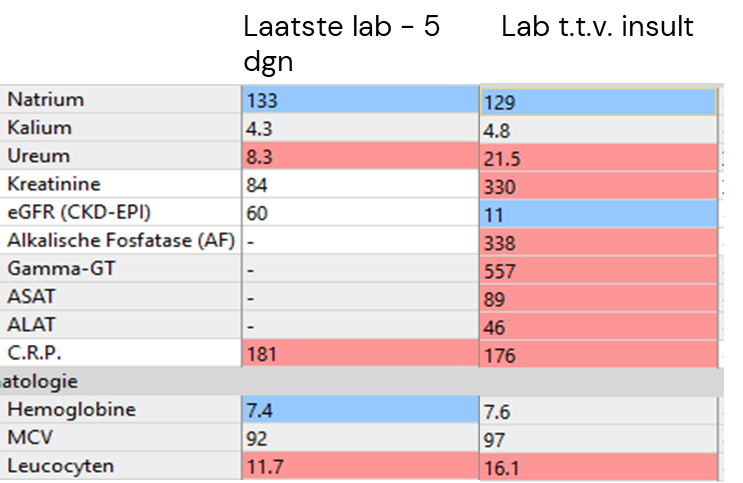 Laatste lab - 5 dgn
Lab t.t.v. insult
Natrium 133 129
Kalium 4.3 4.8
Ureum 8.3 21.5
Kreatinine 84 330
eGFR (CKD-EPI) 60 11
Alkalische Fosfatase (AF) - 338
Gamma-GT - 557
ASAT - 89
ALAT - 46
C.R.P. 181 176
atologie
Hemoglobine 7.4 7.6
MCV 92 97
Leucocyten 11.7 16.1